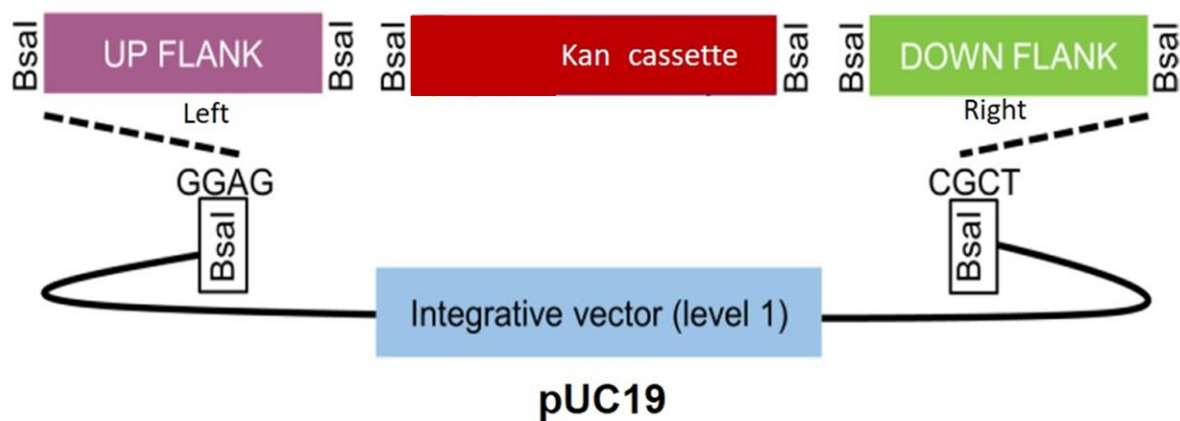 BsaI UP FLANK BsaI BsaI Kan cassette BsaI BsaI DOWN FLANK BsaI
Left Right
GGAG CGCT
BsaI BsaI
Integrative vector (level 1)
pUC19